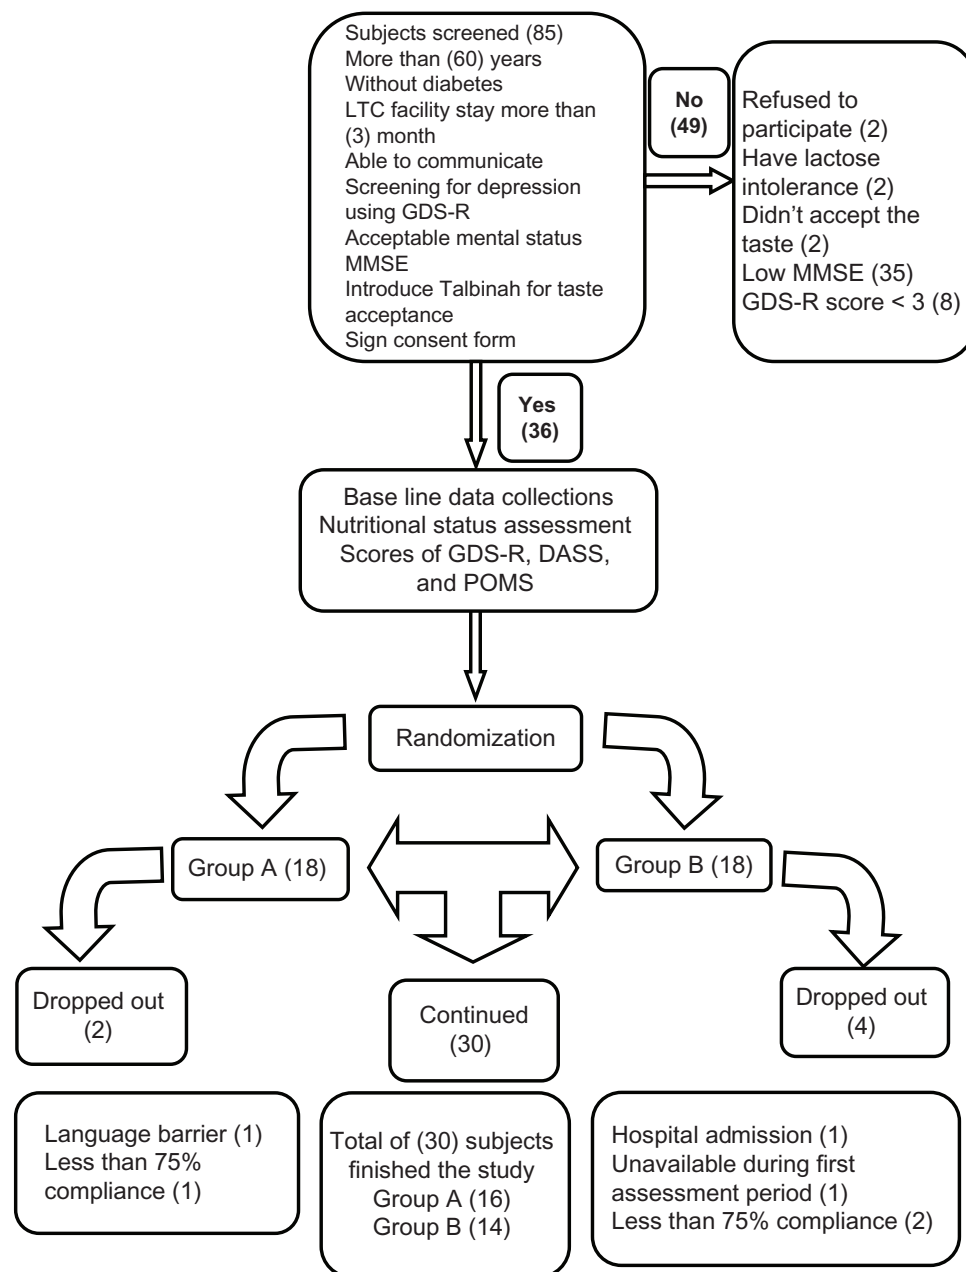 Subjects screened (85)
More than (60) years
Without diabetes
LTC facility stay more than
(3) month
Able to communicate
Screening for depression
using GDS-R
Acceptable mental status
MMSE
Introduce Talbinah for taste
acceptance
Sign consent form
No
(49)
Refused to
participate (2)
Have lactose
intolerance (2)
Didn’t accept the
taste (2)
Low MMSE (35)
GDS-R score < 3 (8)
Yes
(36)
Base line data collections
Nutritional status assessment
Scores of GDS-R, DASS,
and POMS
Randomization
Group A (18)
Group B (18)
Dropped out
(2)
Continued
(30)
Dropped out
(4)
Language barrier (1)
Less than 75%
compliance (1)
Total of (30) subjects
finished the study
Group A (16)
Group B (14)
Hospital admission (1)
Unavailable during first
assessment period (1)
Less than 75% compliance (2)